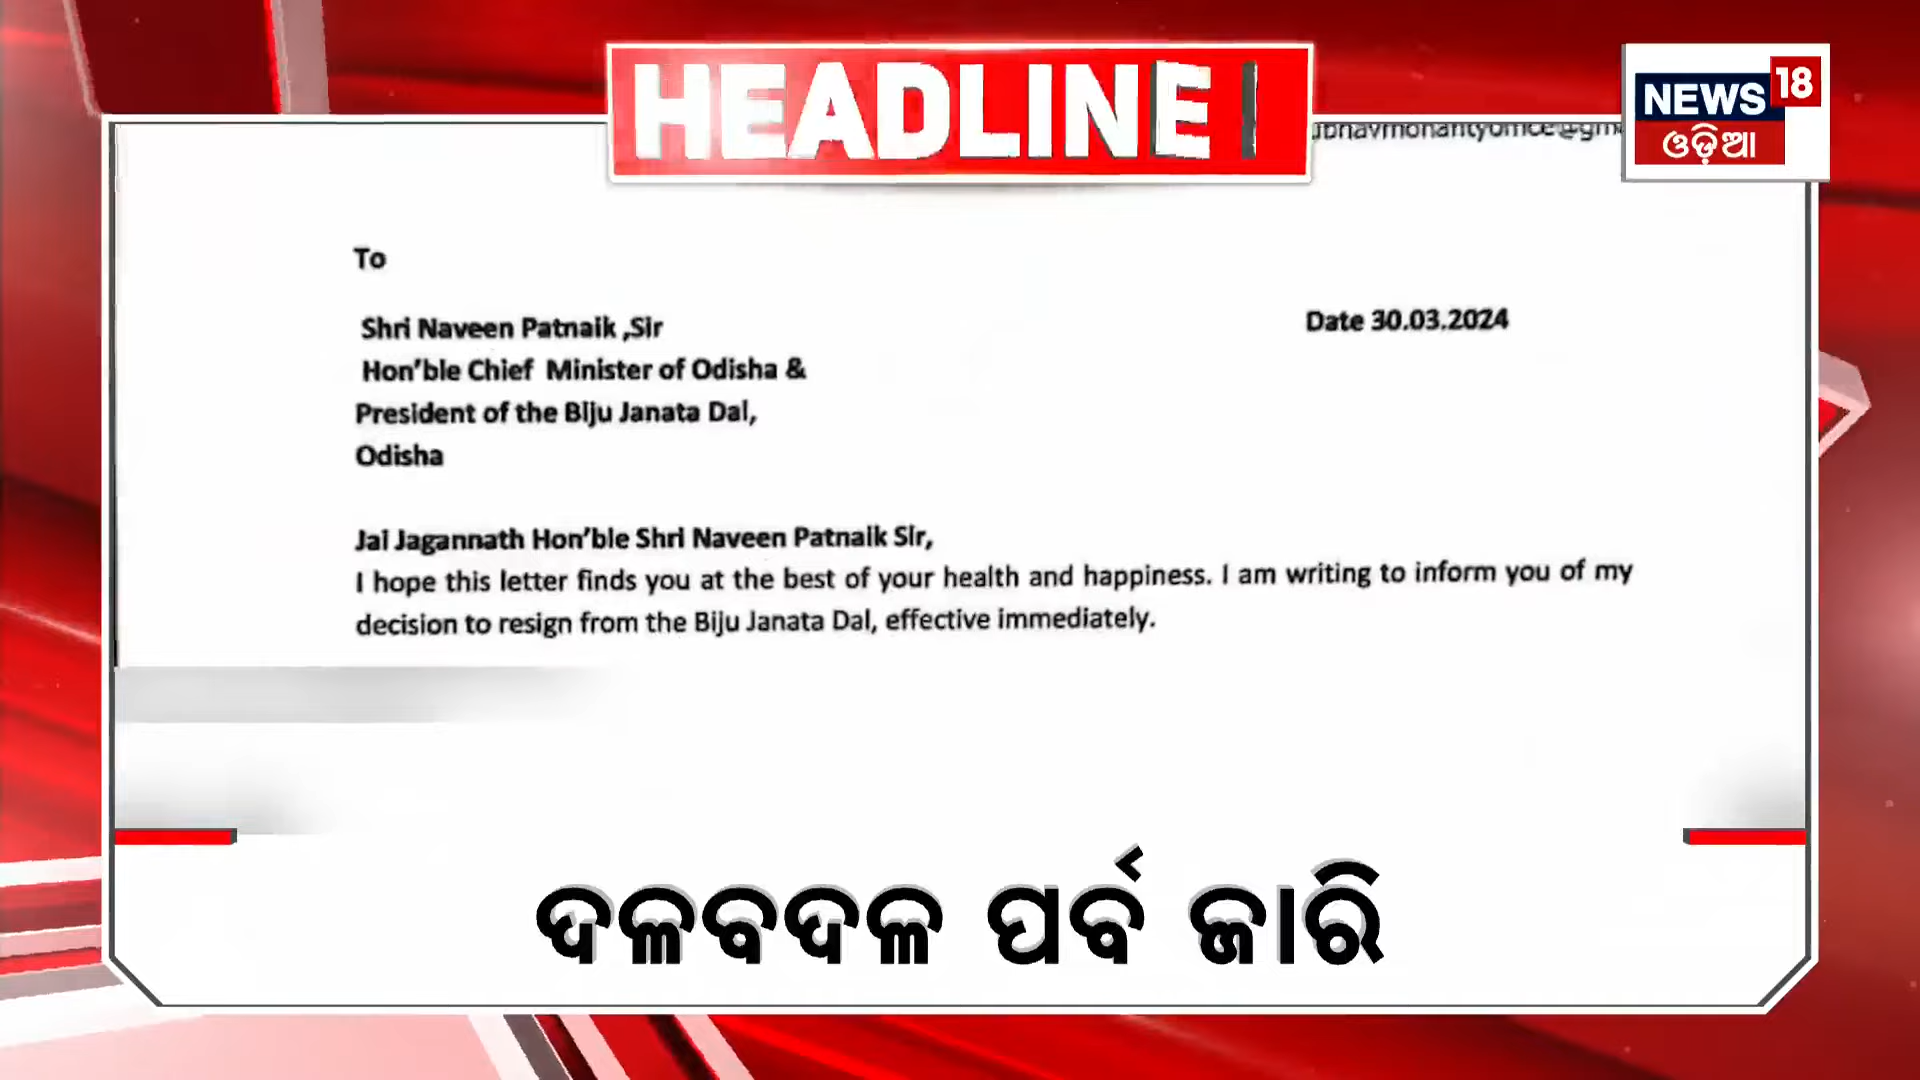 HEADLINE
NEWS 18
ଓଡ଼ିଆ
To
Date 30.03.2024
Shri Naveen Patnaik ,Sir
Hon'ble Chief Minister of Odisha &
President of the Biju Janata Dal,
Odisha
Jai Jagannath Hon'ble Shri Naveen Patnaik Sir,
I hope this letter finds you at the best of your health and happiness. I am writing to inform you of my
decision to resign from the Biju Janata Dal, effective immediately.
ଦଳବଦଳ ପର୍ବ ଜାରି